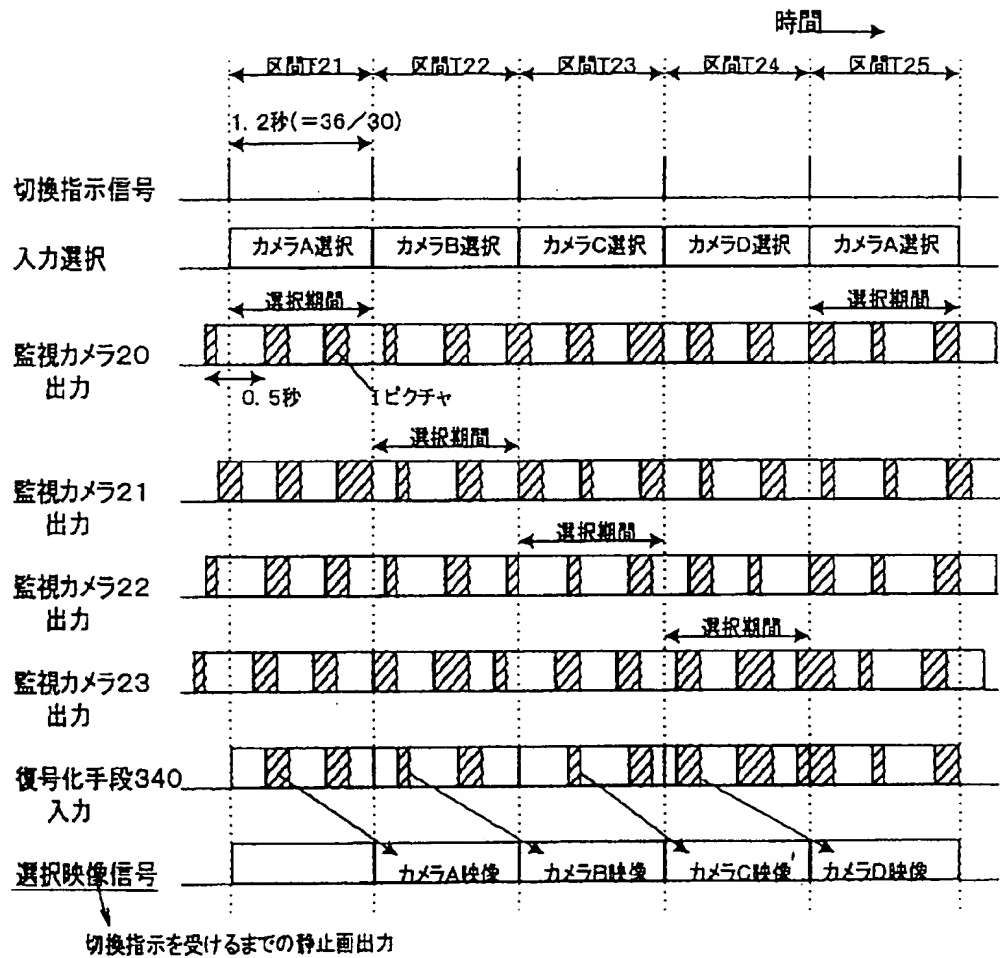 時間
区間T21 区間T22 区間T23 区間T24 区間T25
1. 2秒(=36/30)
切換指示信号
入力選択
カメラA選択 カメラB選択 カメラC選択 カメラD選択 カメラA選択
選択期間 選択期間
監視カメラ20
出力
0. 5秒
Iピクチャ
選択期間
監視カメラ21
出力
選択期間
監視カメラ22
出力
選択期間
監視カメラ23
出力
復号化手段340
入力
選択映像信号
カメラA映像 カメラB映像 カメラC映像 カメラD映像
切換指示を受けるまでの静止画出力